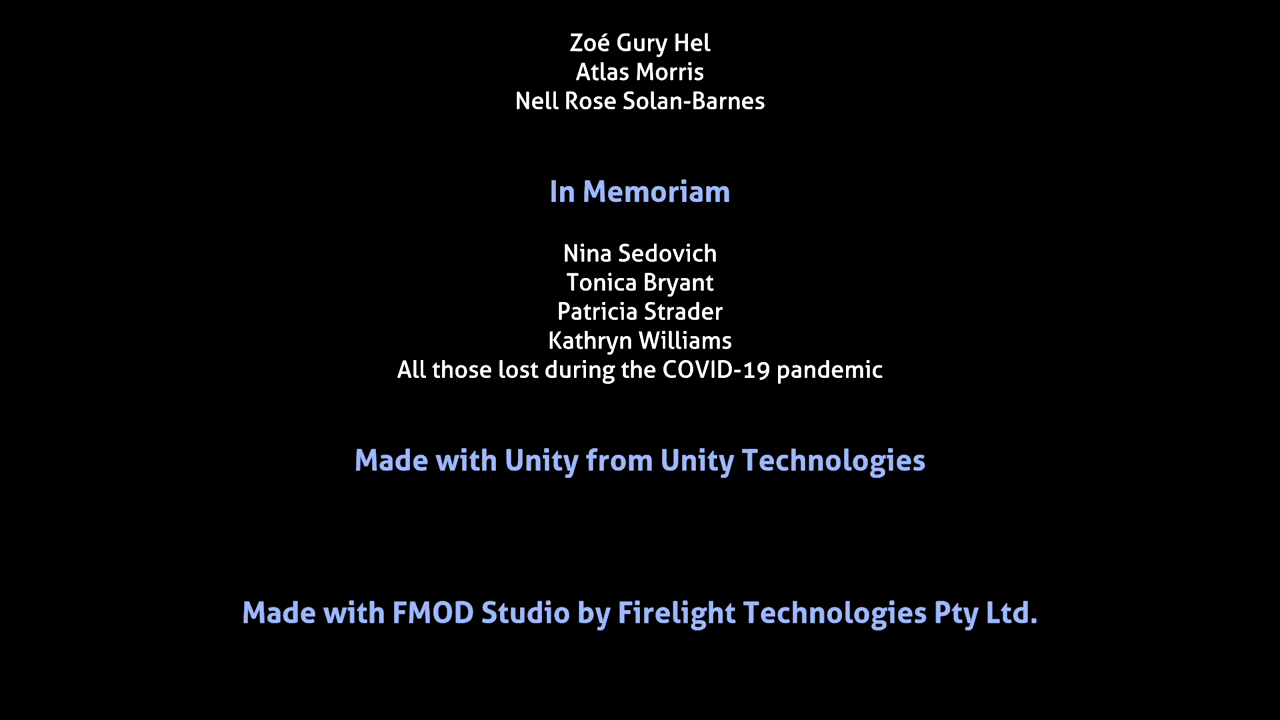 Zoé Gury Hel
Atlas Morris
Nell Rose Solan-Barnes
In Memoriam
Nina Sedovich
Tonica Bryant
Patricia Strader
Kathryn Williams
All those lost during the COVID-19 pandemic
Made with Unity from Unity Technologies
Made with FMOD Studio by Firelight Technologies Pty Ltd.